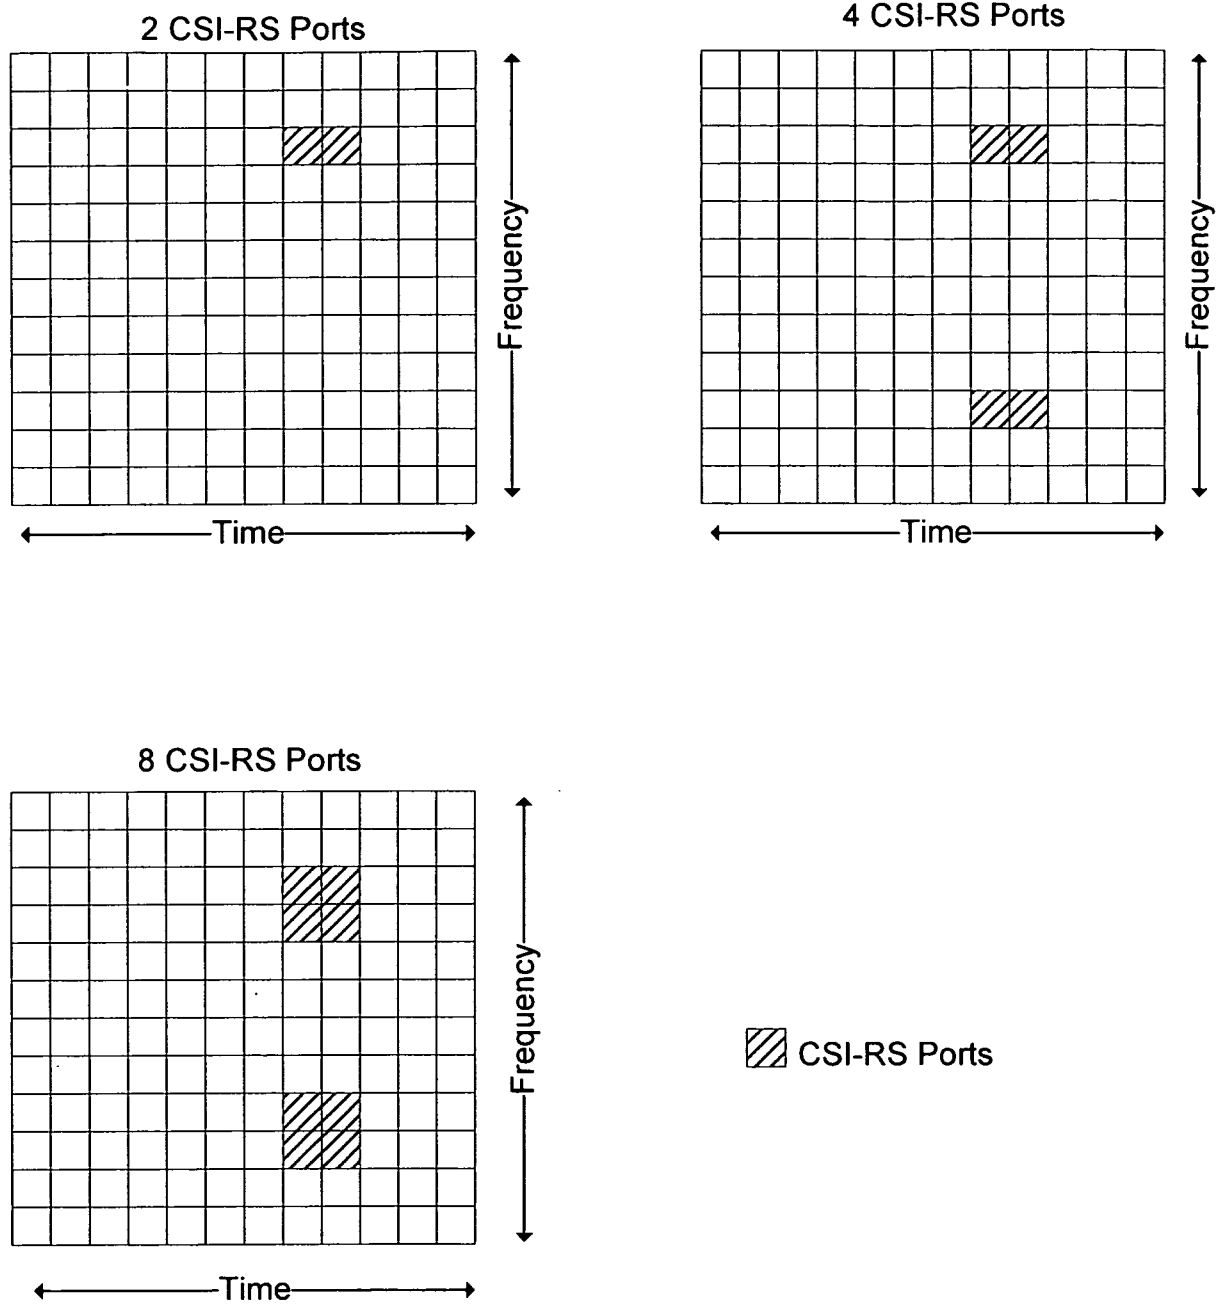 2 CSI-RS Ports
4 CSI-RS Ports
Frequency
Frequency
Time
Time
8 CSI-RS Ports
Frequency
CSI-RS Ports
Time